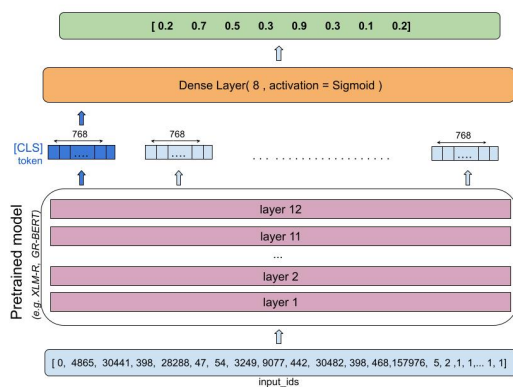 [ 0.2 0.7 0.5 0.3 0.9 0.3 0.1 0.2]
Dense Layer( 8 , activation = Sigmoid )
768 768 768
[CLS]
token
.... .... ....
. . . . . . . . . . . . . . . . . . . . .
Pretrained model
(e.g. XLM-R, GR-BERT)
layer 12
layer 11
...
layer 2
layer 1
[ 0, 4865, 30441, 398, 28288, 47, 54, 3249, 9077, 442, 30482, 398, 468,157976, 5, 2 ,1, 1,... 1, 1]
input_ids